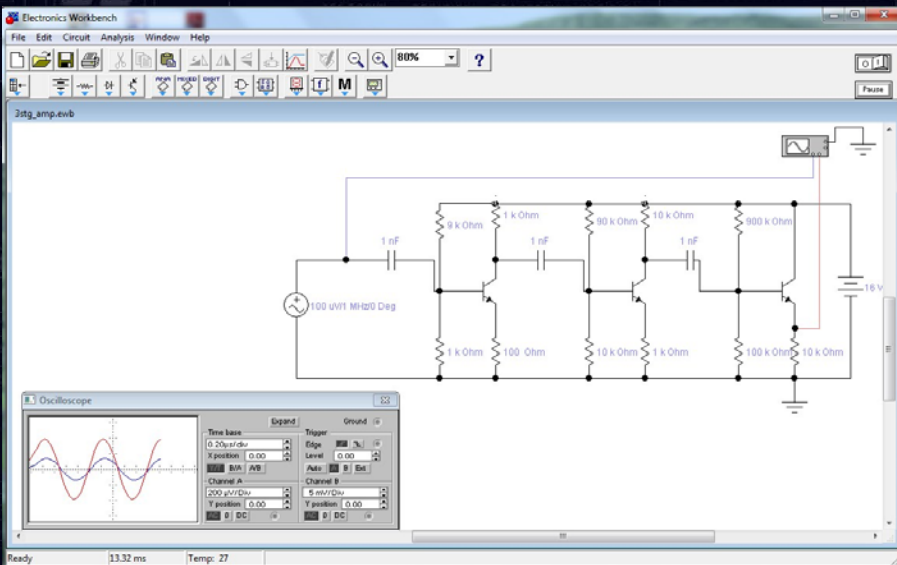 Electronics Workbench
File Edit Circuit Analysis Window Help
80%
?
ANA MIXED DIGIT
M
Pause
3stg_amp.ewb
9 k Ohm
1 k Ohm
90 k Ohm
10 k Ohm
900 k Ohm
1 nF
1 nF
1 nF
16 V
100 uV/1 MHz/0 Deg
1 k Ohm
100 Ohm
10 k Ohm
1 k Ohm
100 k Ohm
10 k Ohm
Oscilloscope
Expand Ground
Time base Trigger
0.20µs/div Edge
X position 0.00 Level 0.00
Y/T B/A A/B Auto A B Ext
Channel A Channel B
200 µV/Div 5 mV/Div
Y position 0.00 Y position 0.00
AC 0 DC AC 0 DC
Ready 13.32 ms Temp: 27